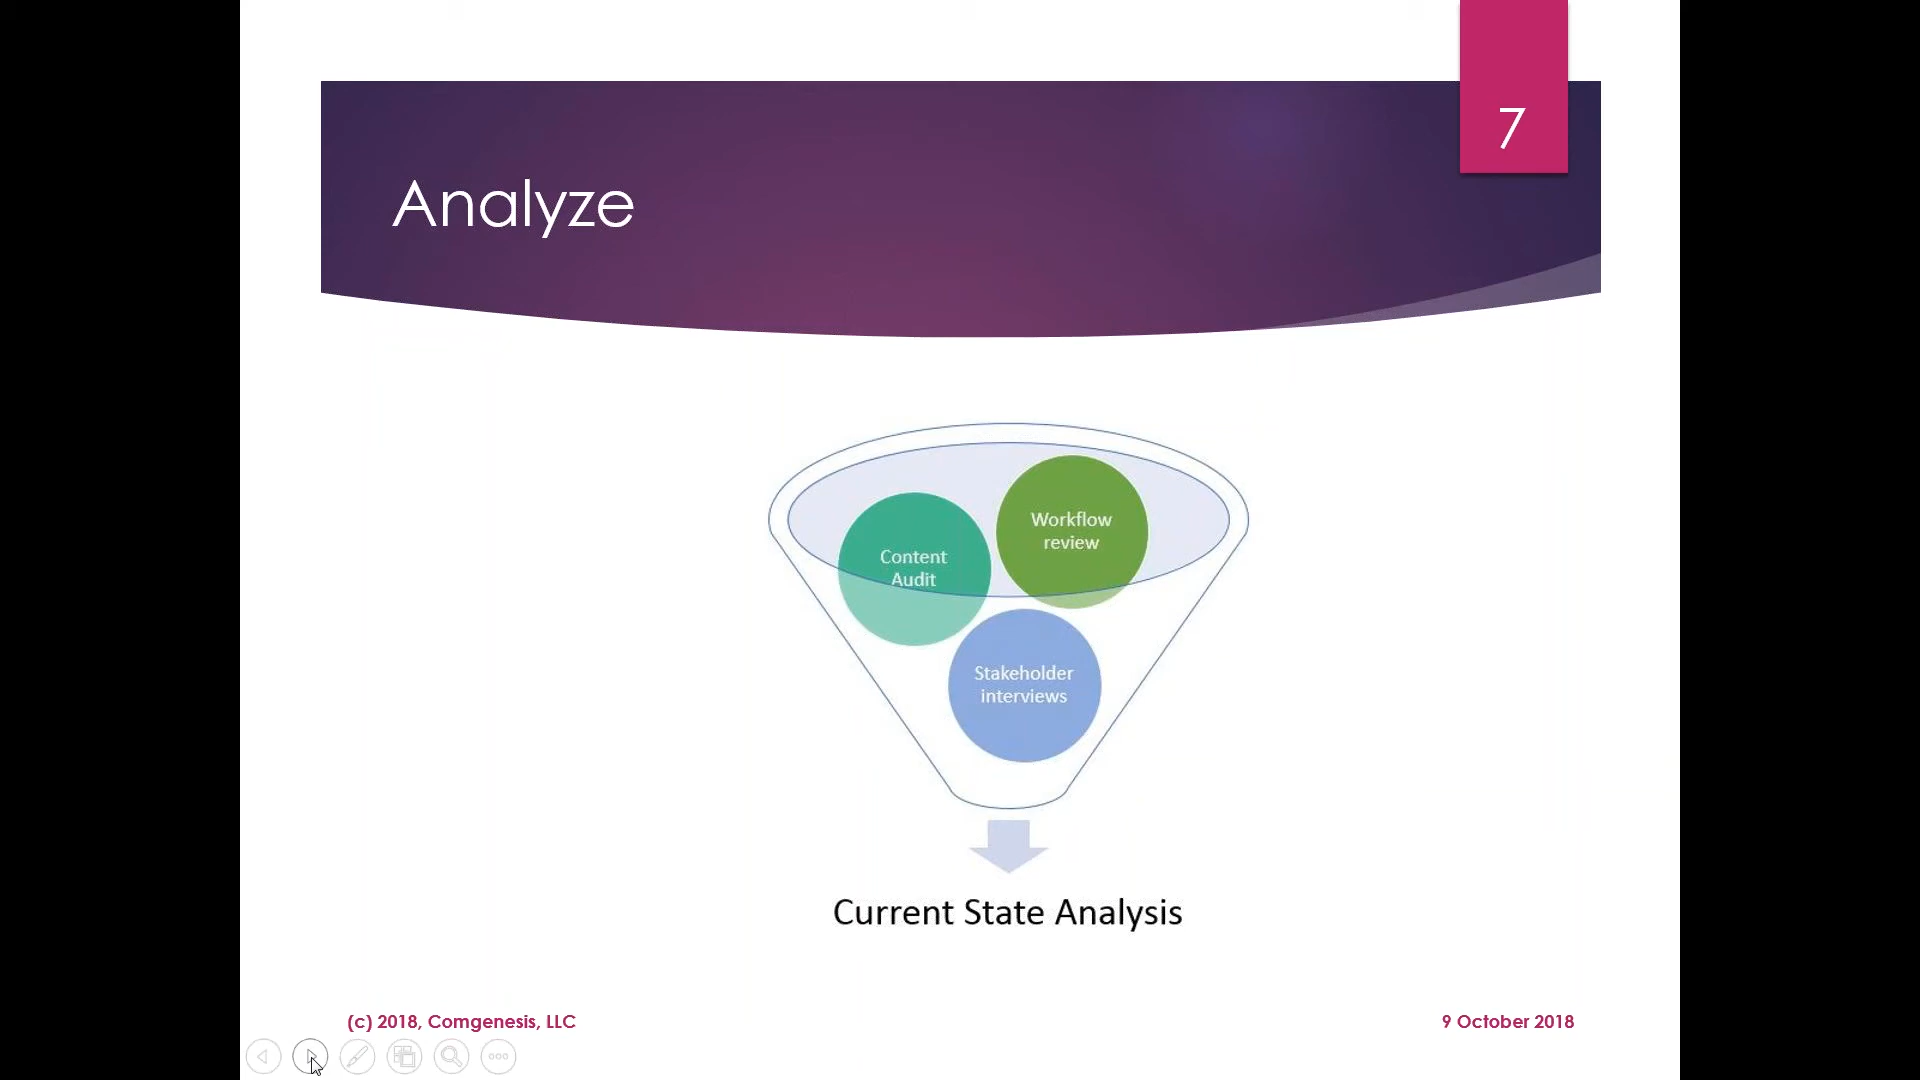 7
Analyze
Workflow
review
Content
Audit
Stakeholder
interviews
Current State Analysis
(c) 2018, Comgenesis, LLC
9 October 2018